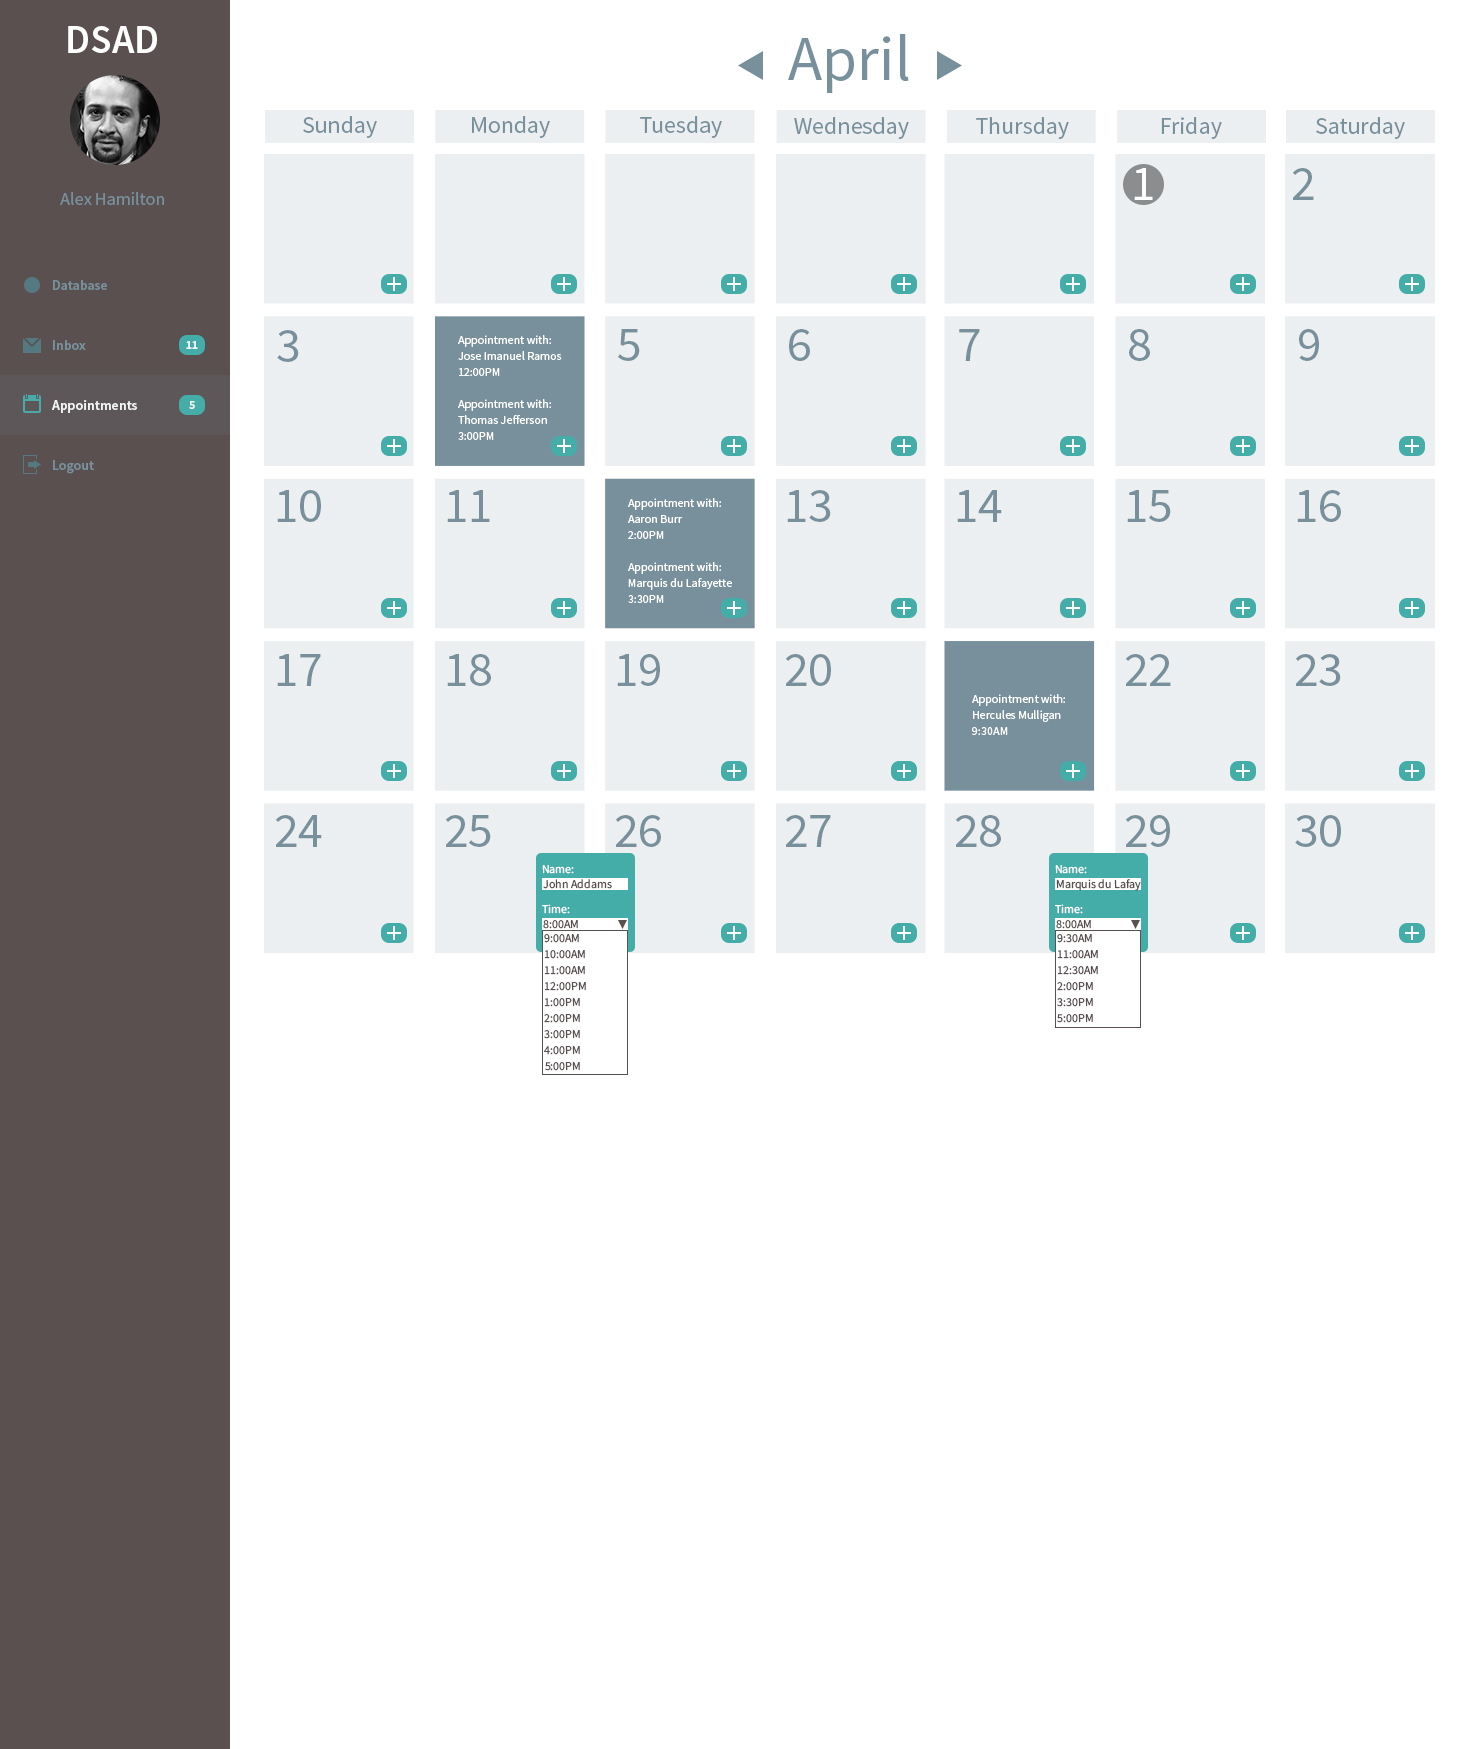 DSAD
Alex Hamilton
Database
Inbox
11
Appointments
5
Logout
April
Sunday
Monday
Tuesday
Wednesday
Thursday
Friday
Saturday
1
2
3
Appointment with:
Jose Imanuel Ramos
12:00PM
Appointment with:
Thomas Jefferson
3:00PM
5
6
7
8
9
10
11
Appointment with:
Aaron Burr
2:00PM
Appointment with:
Marquis du Lafayette
3:30PM
13
14
15
16
17
18
19
20
Appointment with:
Hercules Mulligan
9:30AM
22
23
24
25
26
27
28
29
30
Name:
John Addams
Time:
8:00AM
9:00AM
10:00AM
11:00AM
12:00PM
1:00PM
2:00PM
3:00PM
4:00PM
5:00PM
Name:
Marquis du Lafay
Time:
8:00AM
9:30AM
11:00AM
12:30AM
2:00PM
3:30PM
5:00PM